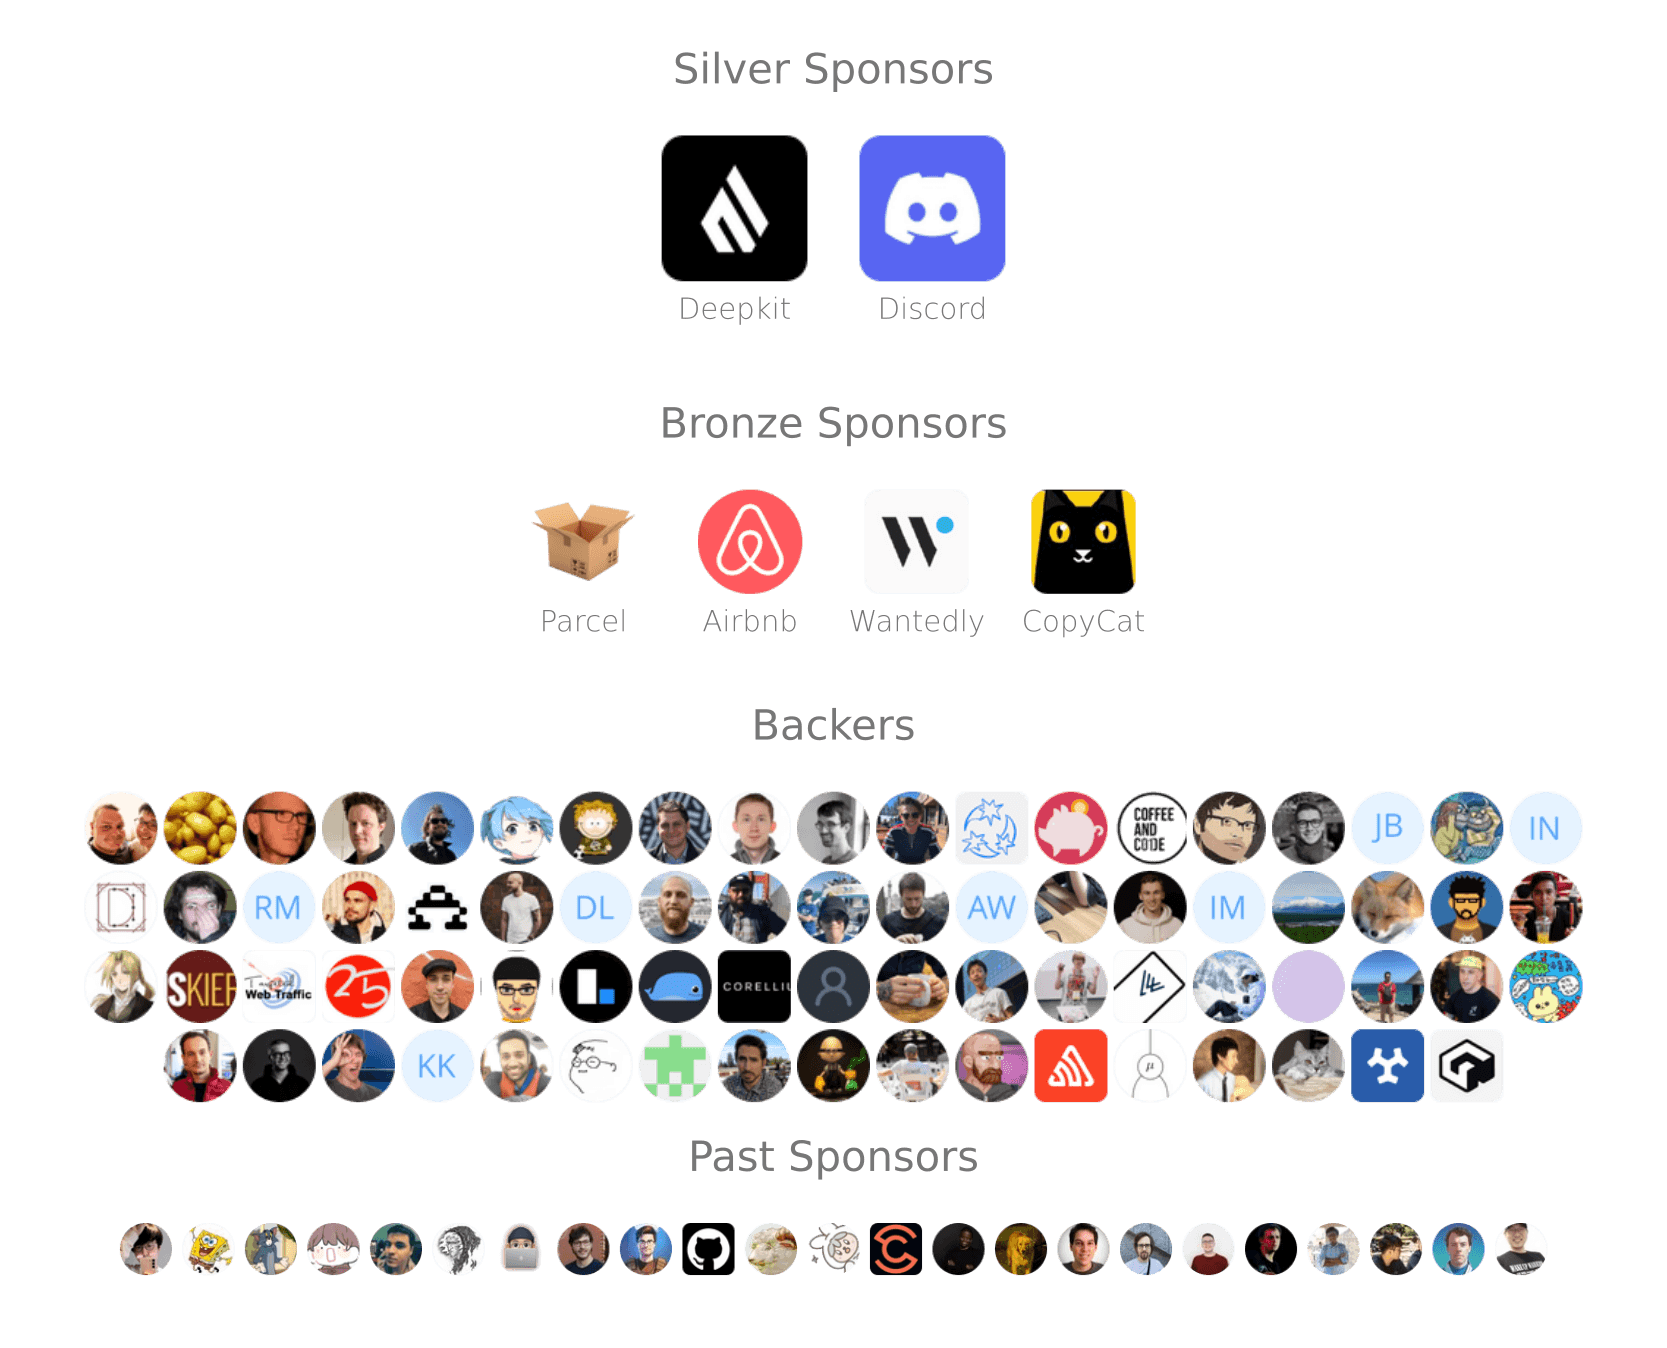 Silver Sponsors
Deepkit Discord
Bronze Sponsors
Parcel Airbnb Wantedly CopyCat
Backers
COFFEE
AND
CODE
JB
IN
RM
DL
AW
IM
SKIEF
Web Traffic
25
CORELLIU
KK
μ
Past Sponsors